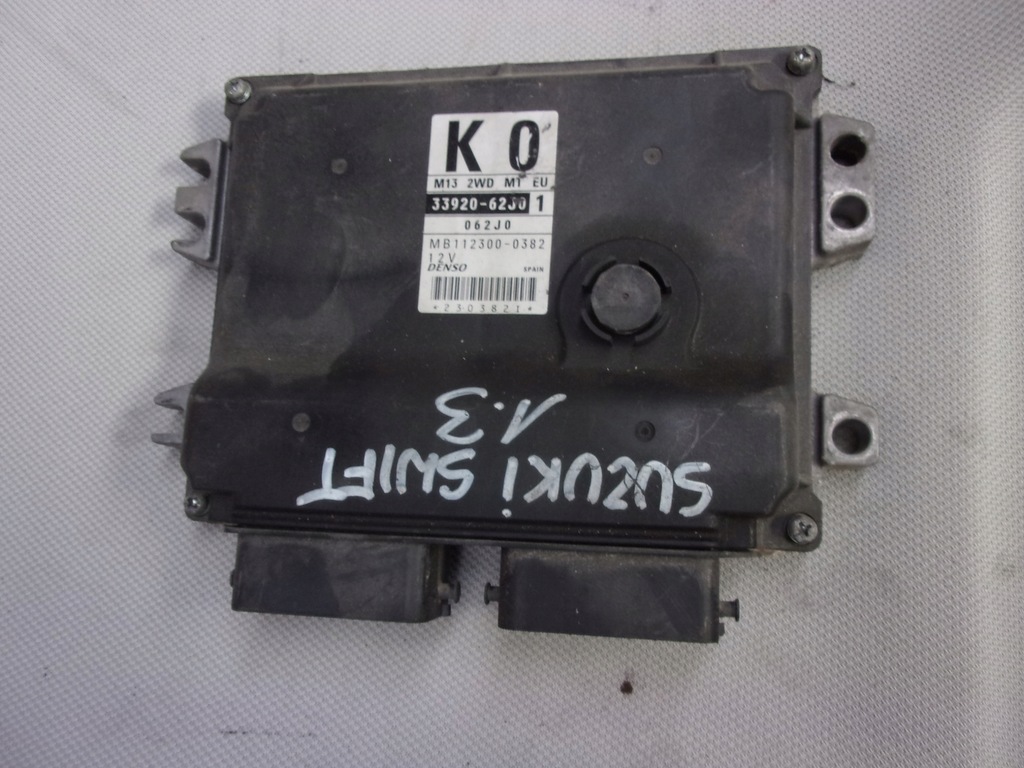 K 0
M13 2WD MT EU
33920-62J0 1
062J0
MB112300-0382
12V
DENSO SPAIN
*2303821*
SUZUKI SWIFT
1.3